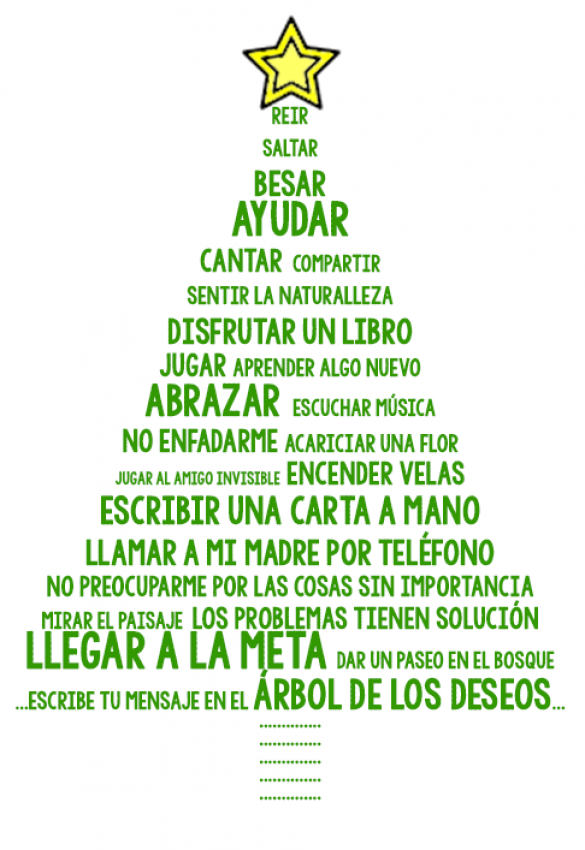 REIR
SALTAR
BESAR
AYUDAR
CANTAR COMPARTIR
SENTIR LA NATURALLEZA
DISFRUTAR UN LIBRO
JUGAR APRENDER ALGO NUEVO
ABRAZAR ESCUCHAR MÚSICA
NO ENFADARME ACARICIAR UNA FLOR
JUGAR AL AMIGO INVISIBLE ENCENDER VELAS
ESCRIBIR UNA CARTA A MANO
LLAMAR A MI MADRE POR TELÉFONO
NO PREOCUPARME POR LAS COSAS SIN IMPORTANCIA
MIRAR EL PAISAJE LOS PROBLEMAS TIENEN SOLUCIÓN
LLEGAR A LA META DAR UN PASEO EN EL BOSQUE
...ESCRIBE TU MENSAJE EN EL ÁRBOL DE LOS DESEOS...
..............
..............
..............
..............
..............